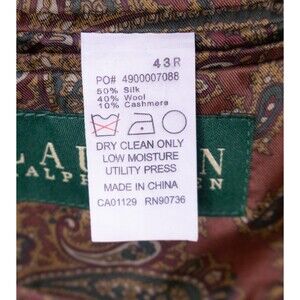 43R
PO# 4900007088
50% Silk
40% Wool
10% Cashmere
DRY CLEAN ONLY
LOW MOISTURE
UTILITY PRESS
MADE IN CHINA
CA01129 RN90736